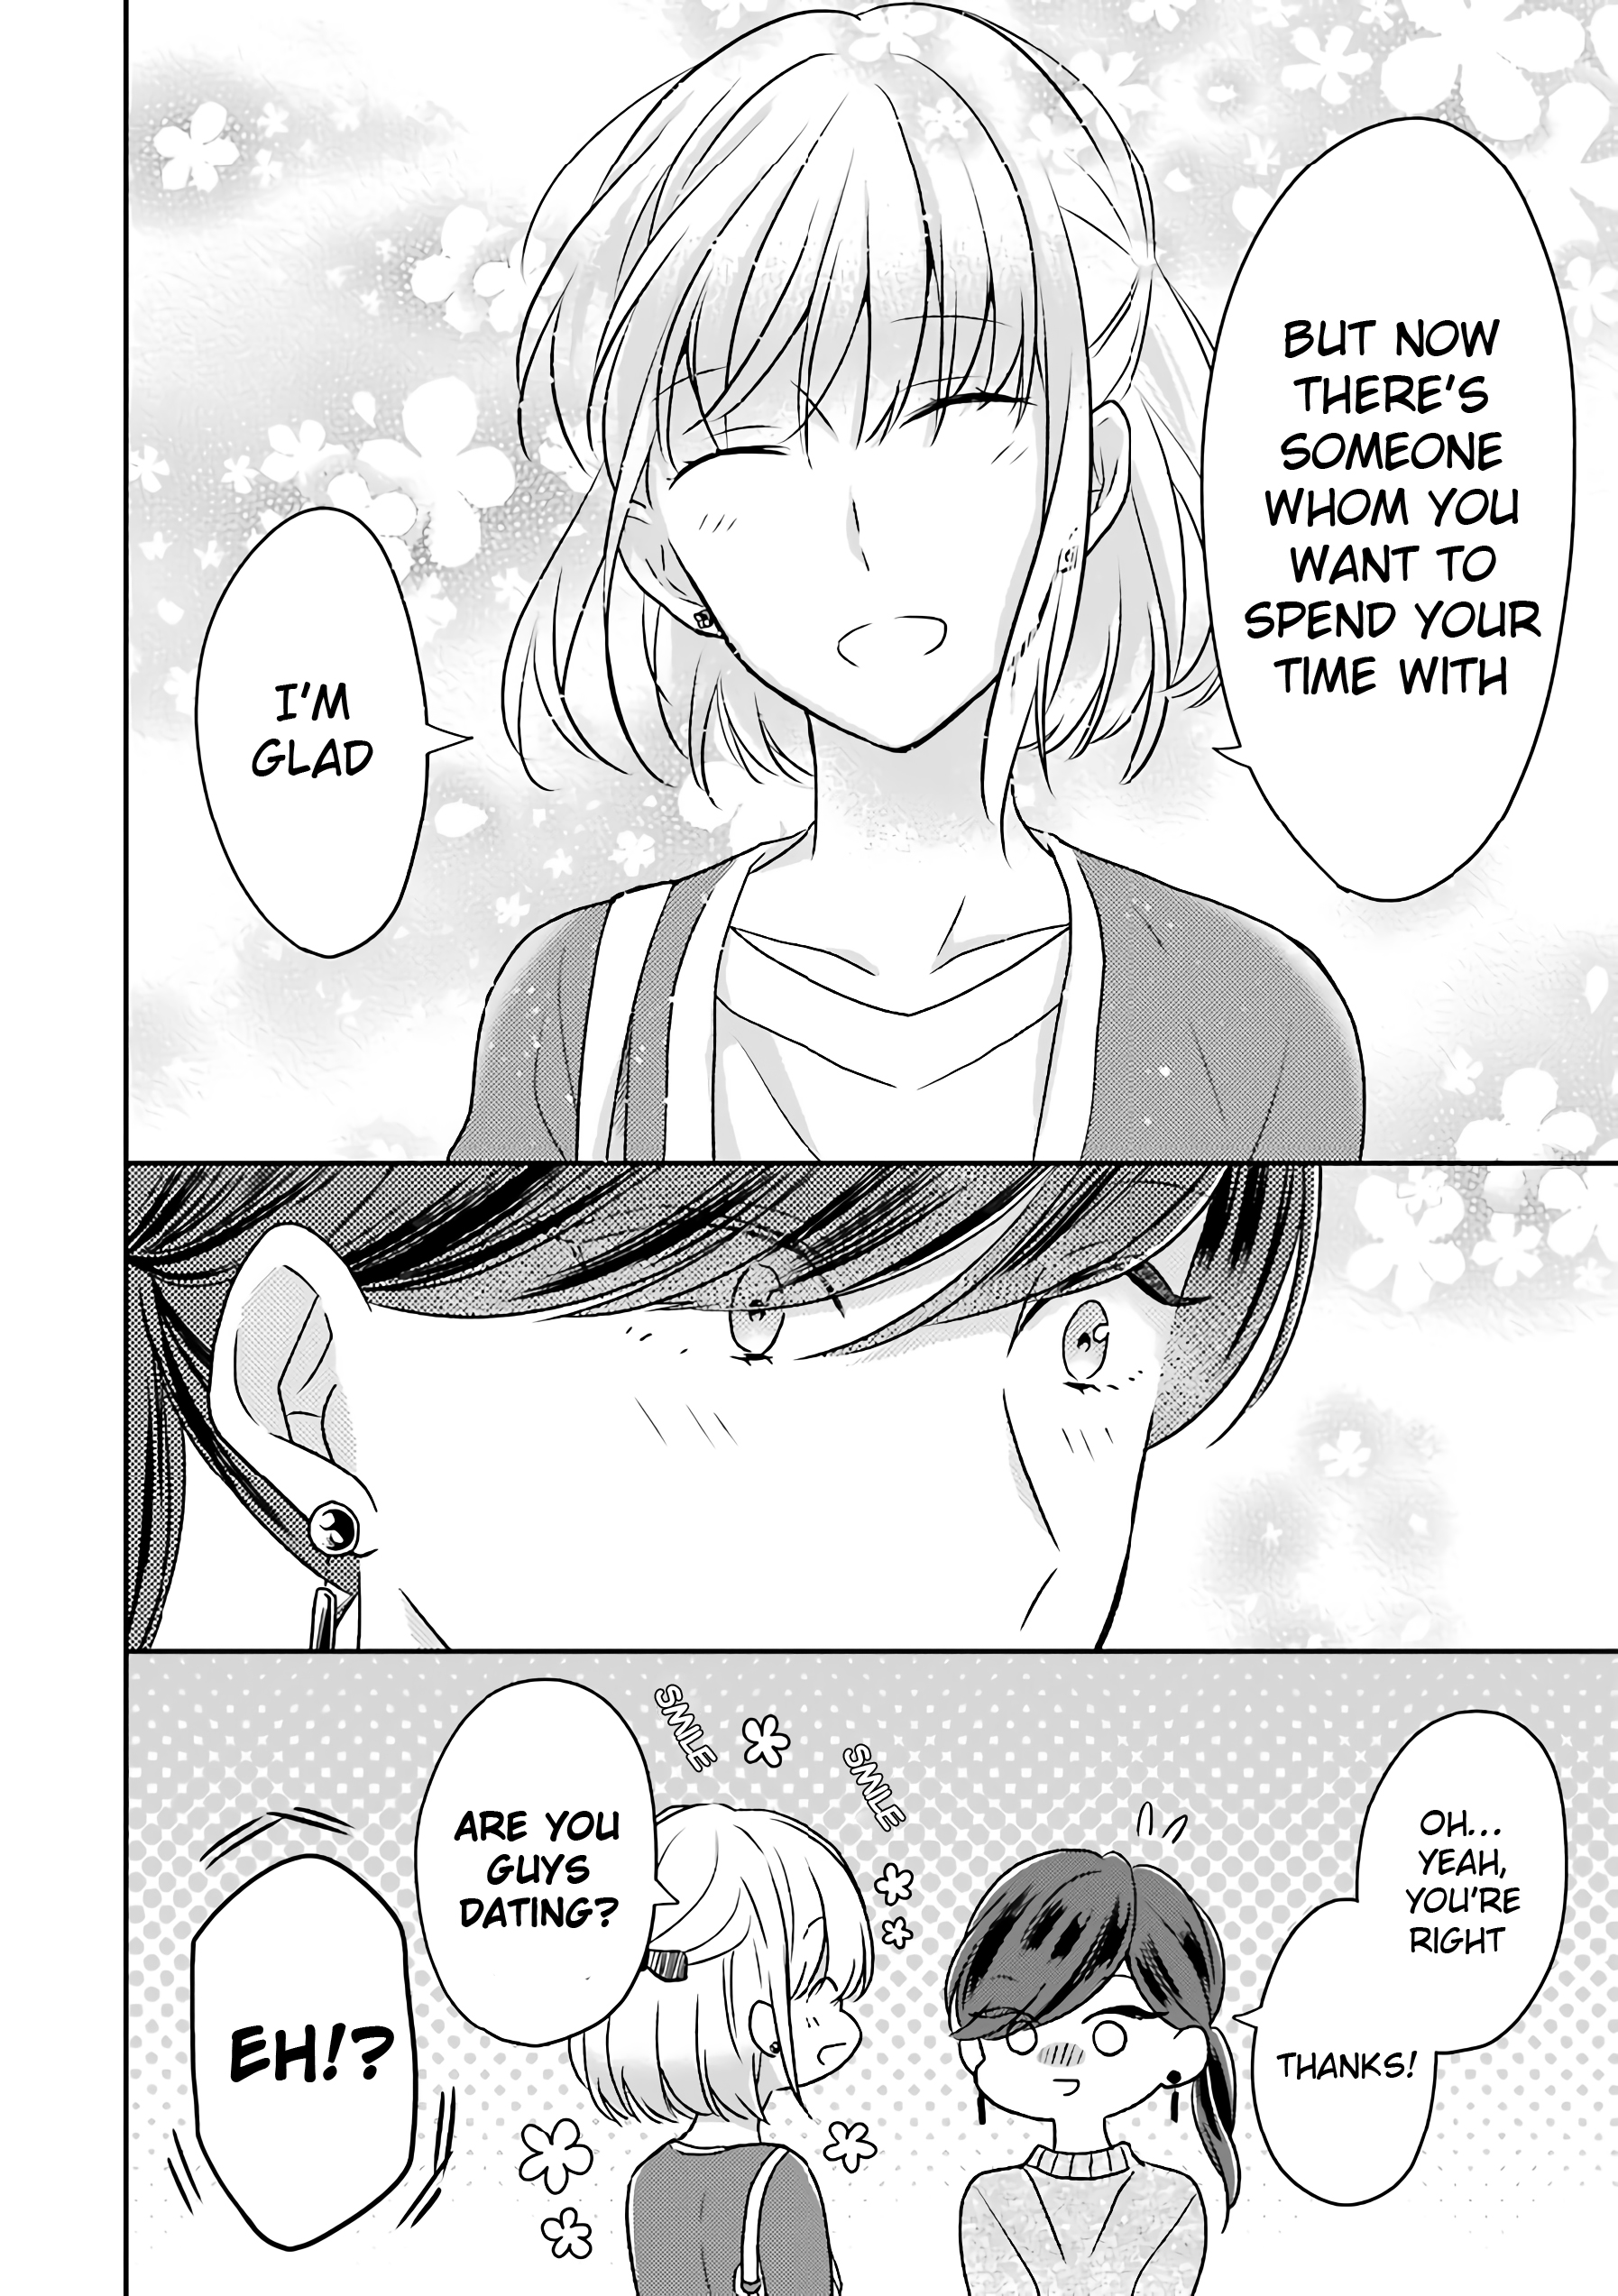 BUT NOW
THERE'S
SOMEONE
WHOM YOU
WANT TO
SPEND YOUR
TIME WITH
I'M
GLAD
OH...
YEAH,
YOU'RE
RIGHT
THANKS!
SMILE
SMILE
ARE YOU
GUYS
DATING?
EH!?